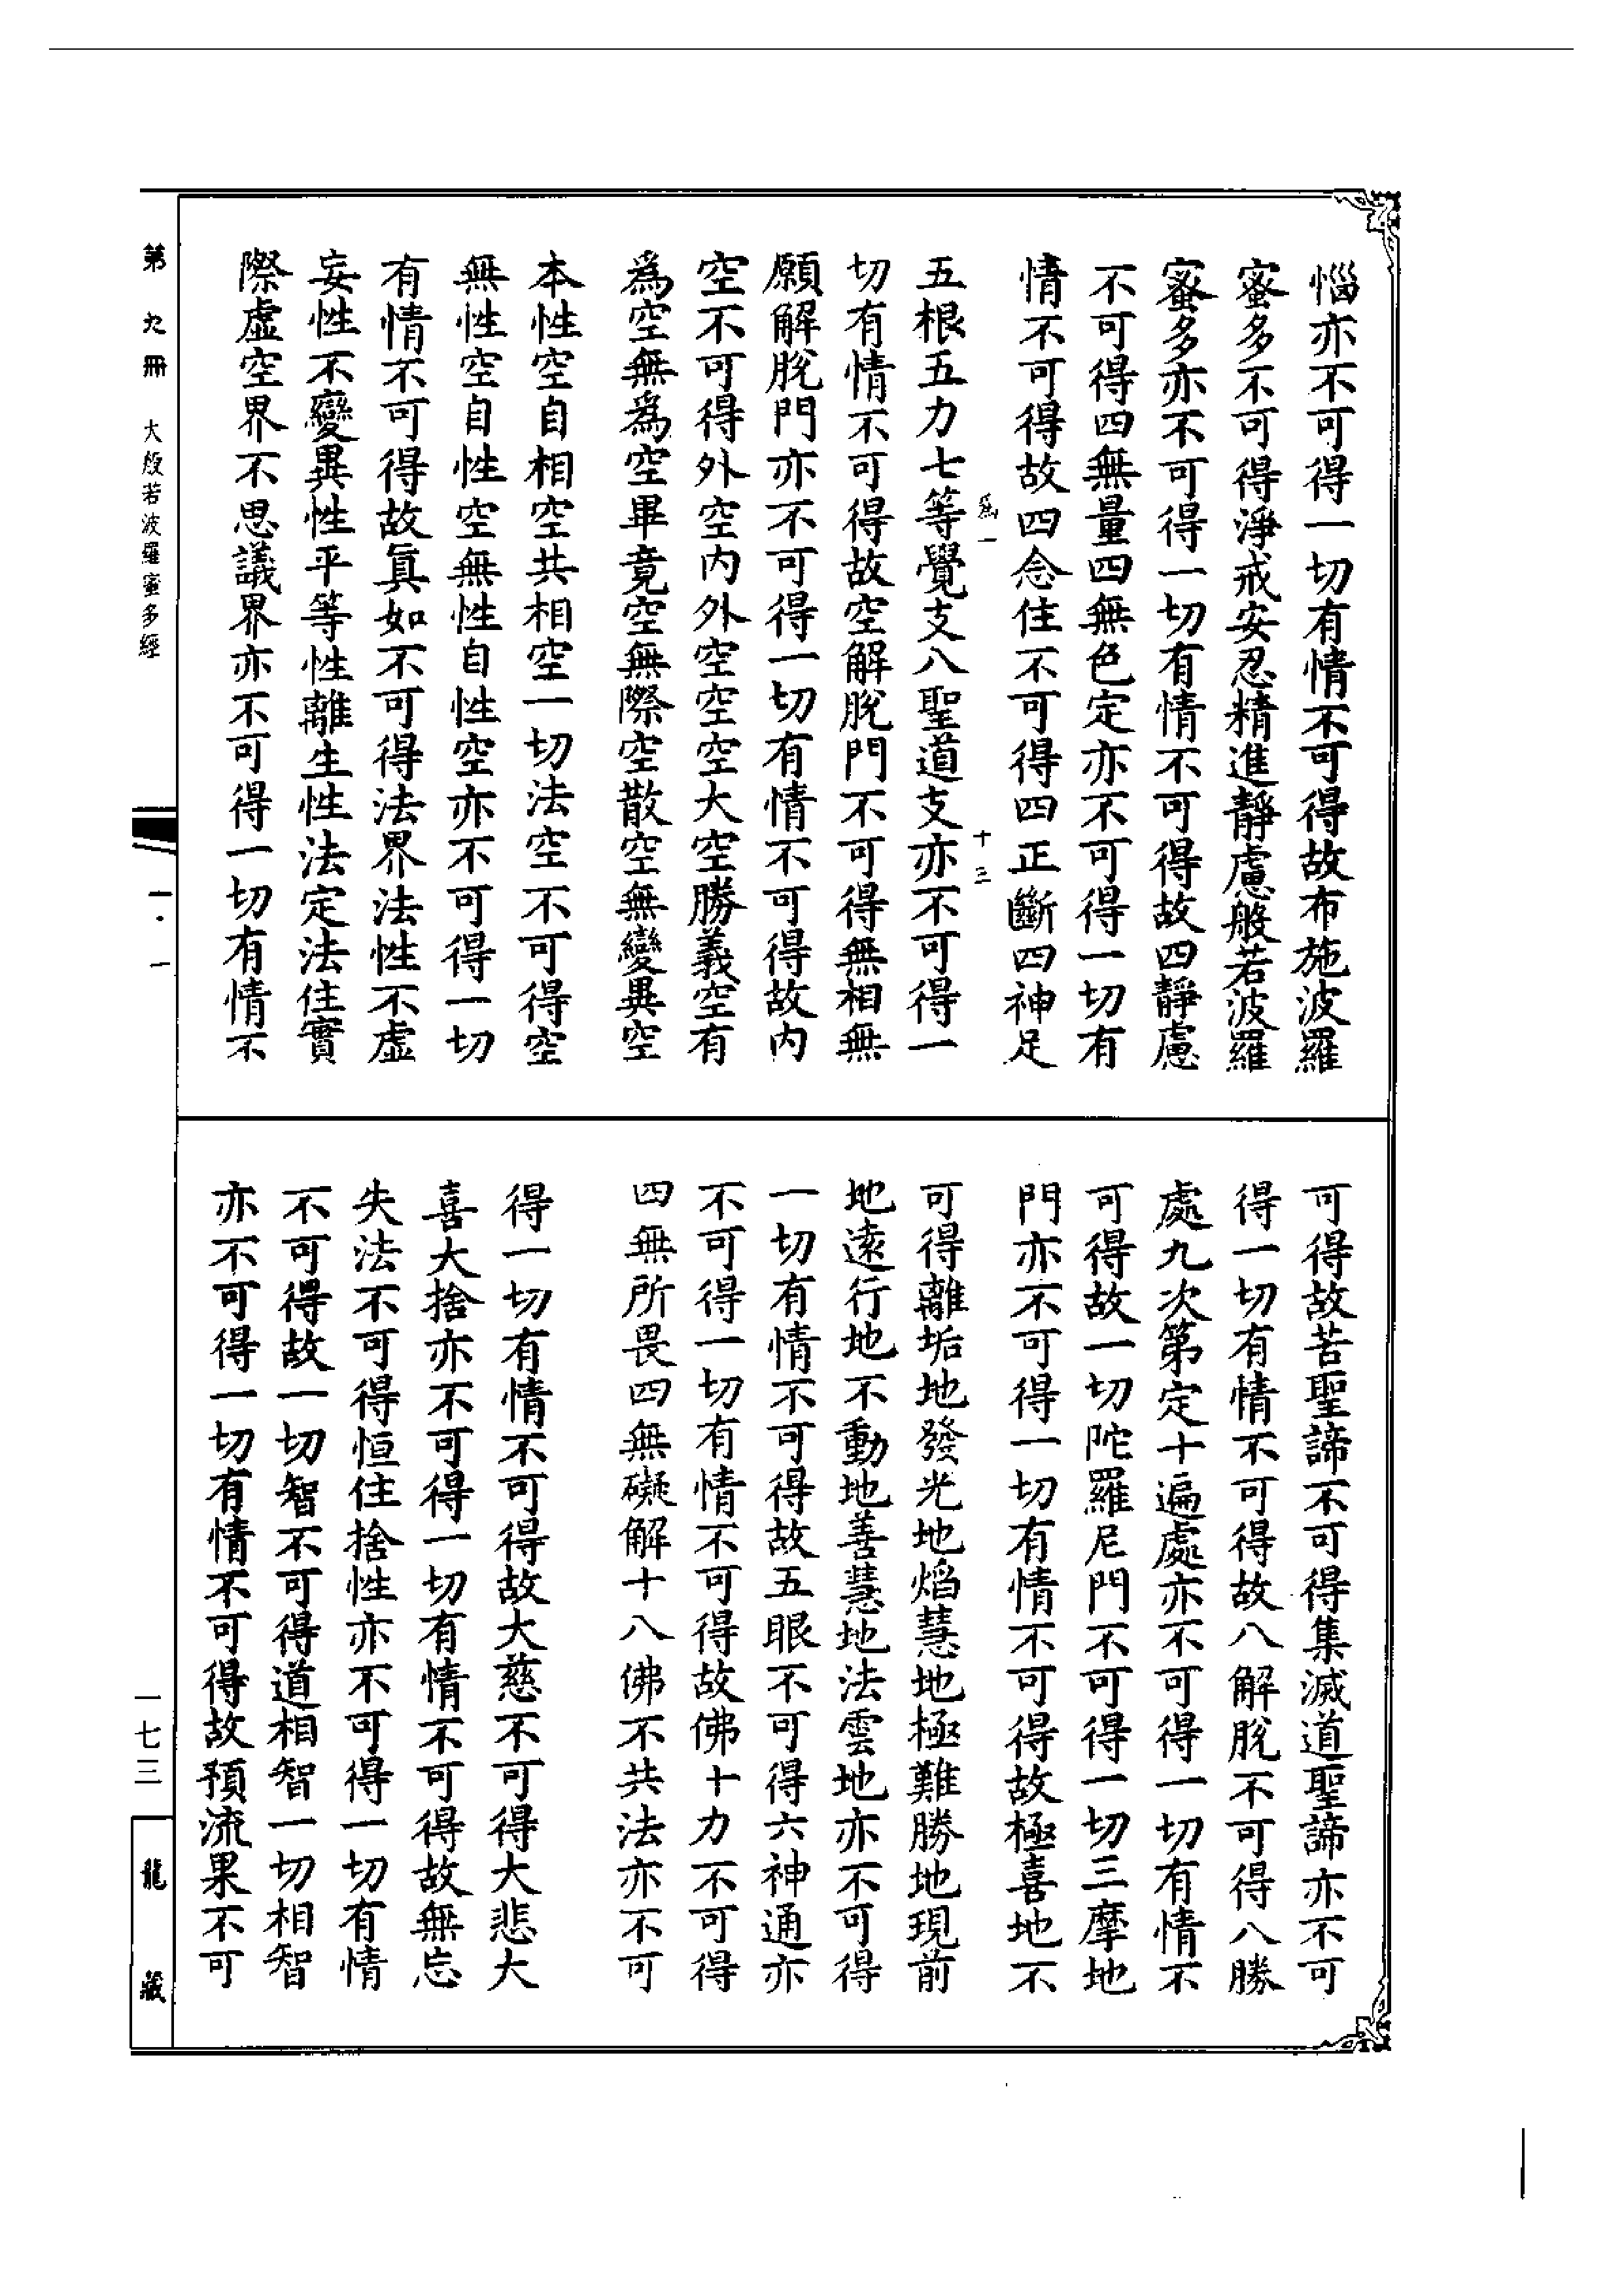 惱亦不可得一切有情不可得故布施波羅
蜜多不可得淨戒安忍精進靜慮般若波羅
蜜多亦不可得一切有情不可得故四靜慮
不可得四無量四無色定亦不可得一切有
情不可得故四念住不可得四正斷四神足
爲一 十三
五根五力七等覺支八聖道支亦不可得一
切有情不可得故空解脫門不可得無相無
願解脫門亦不可得一切有情不可得故內
空不可得外空內外空空空大空勝義空有
爲空無爲空畢竟空無際空散空無變異空
本性空自相空共相空一切法空不可得空
無性空自性空無性自性空亦不可得一切
有情不可得故真如不可得法界法性不虛
妄性不變異性平等性離生性法定法住實
際虛空界不思議界亦不可得一切有情不
可得故苦聖諦不可得集滅道聖諦亦不可
得一切有情不可得故八解脫不可得八勝
處九次第定十遍處亦不可得一切有情不
可得故一切陀羅尼門不可得一切三摩地
門亦不可得一切有情不可得故極喜地不
可得離垢地發光地焰慧地極難勝地現前
地遠行地不動地善慧地法雲地亦不可得
一切有情不可得故五眼不可得六神通亦
不可得一切有情不可得故佛十力不可得
四無所畏四無礙解十八佛不共法亦不可
得一切有情不可得故大慈不可得大悲大
喜大捨亦不可得一切有情不可得故無忘
失法不可得恒住捨性亦不可得一切有情
不可得故一切智不可得道相智一切相智
亦不可得一切有情不可得故預流果不可
第九冊 大般若波羅蜜多經 一·一 一七三 龍藏